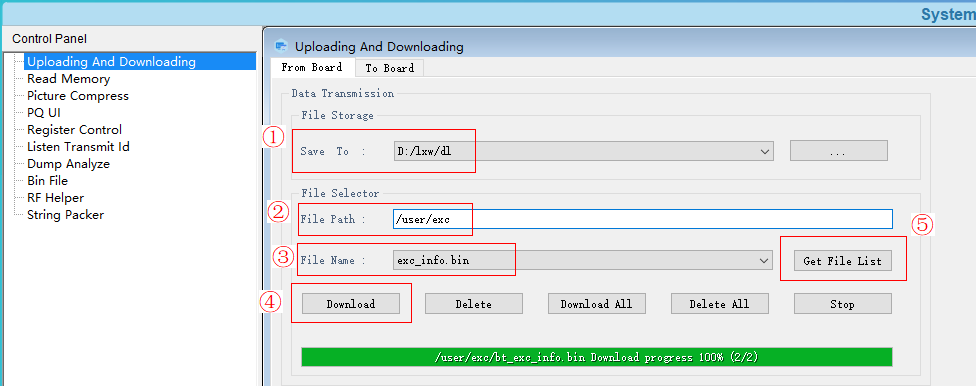 System
Control Panel
Uploading And Downloading
Read Memory
Picture Compress
PQ UI
Register Control
Listen Transmit Id
Dump Analyze
Bin File
RF Helper
String Packer
Uploading And Downloading
From Board To Board
Data Transmission
File Storage
① Save To : D:/lxw/dl ...
File Selector
② File Path : /user/exc
⑤
③ File Name : exc_info.bin Get File List
④ Download Delete Download All Delete All Stop
/user/exc/bt_exc_info.bin Download progress 100% (2/2)